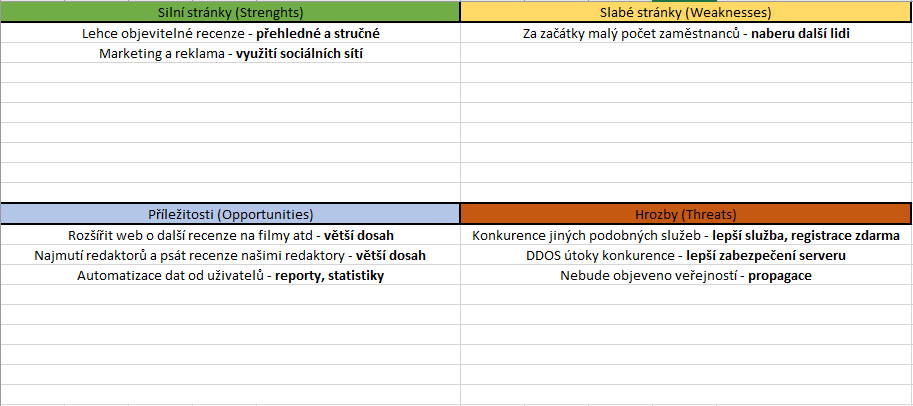 Silní stránky (Strenghts)
Lehce objevitelné recenze - přehledné a stručné
Marketing a reklama - využití sociálních sítí
Slabé stránky (Weaknesses)
Za začátky malý počet zaměstnanců - naberu další lidi
Příležitosti (Opportunities)
Rozšířit web o další recenze na filmy atd - větší dosah
Najmutí redaktorů a psát recenze našimi redaktory - větší dosah
Automatizace dat od uživatelů - reporty, statistiky
Hrozby (Threats)
Konkurence jiných podobných služeb - lepší služba, registrace zdarma
DDOS útoky konkurence - lepší zabezpečení serveru
Nebude objeveno veřejností - propagace